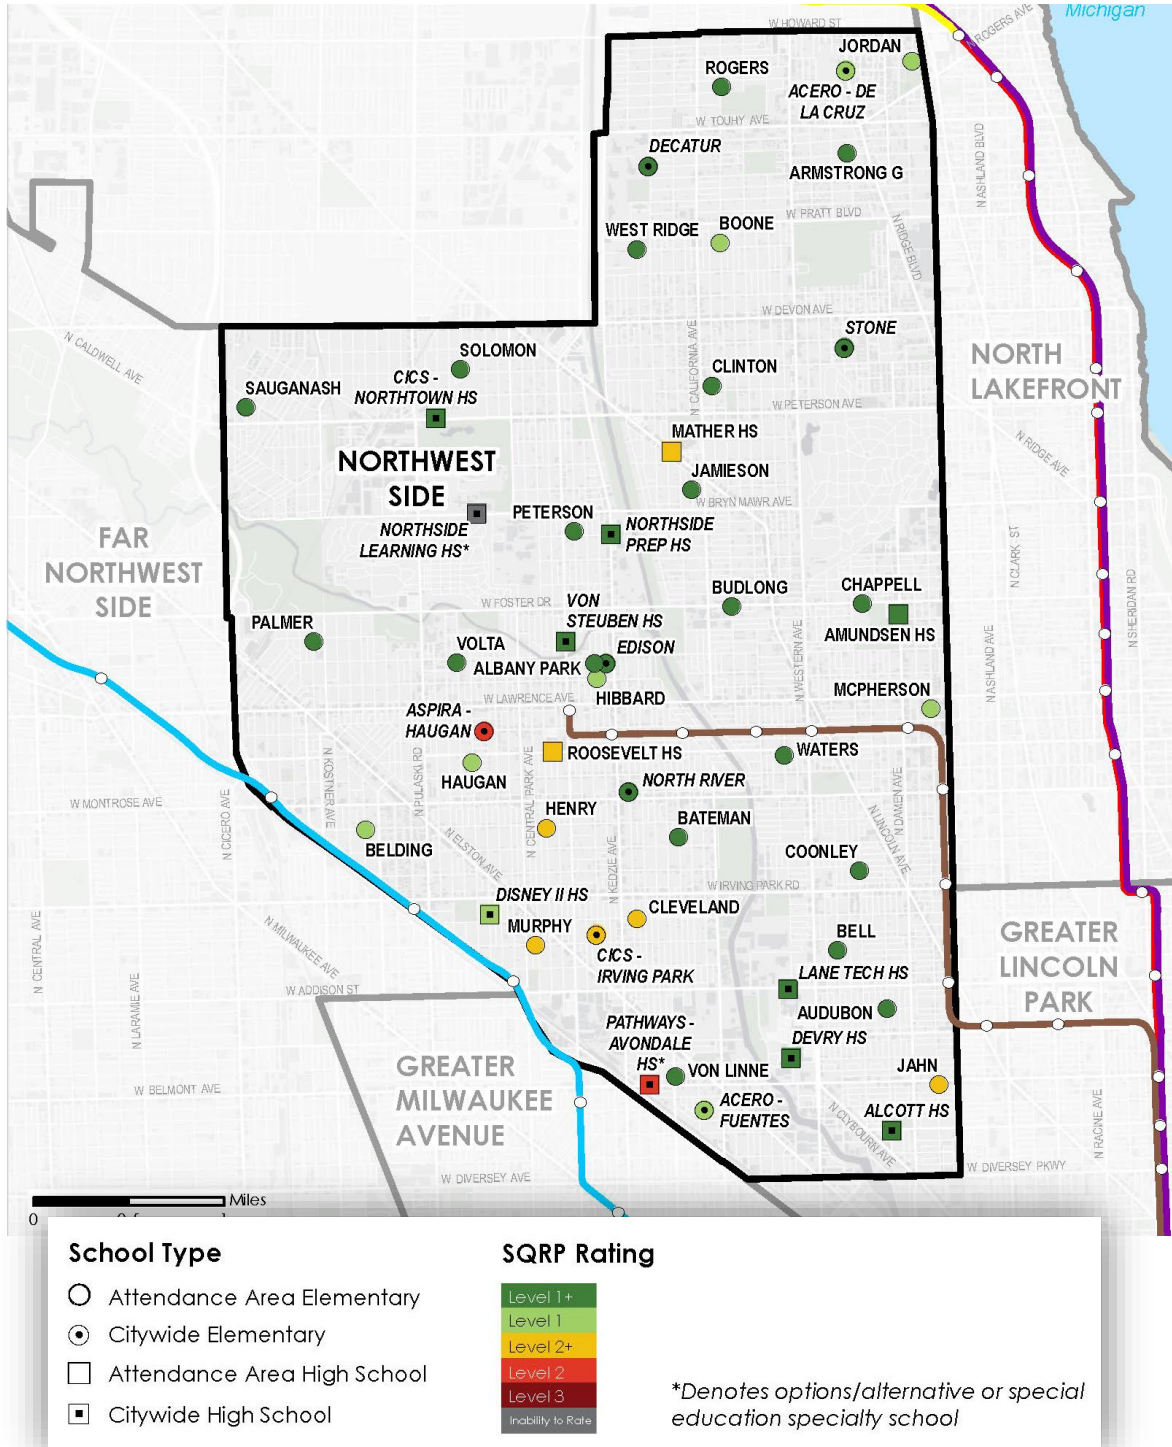 Michigan
W HOWARD ST
N ROGERS AVE
JORDAN
ROGERS
ACERO - DE
LA CRUZ
W TOUHY AVE
DECATUR
ARMSTRONG G
N ASHLAND BLVD
W PRATT BLVD
WEST RIDGE
BOONE
N RIDGE BLVD
W DEVON AVE
N CALDWELL AVE
STONE
N CALIFORNIA AVE
SOLOMON
NORTH
LAKEFRONT
CICS -
NORTHTOWN HS
CLINTON
SAUGANASH
W PETERSON AVE
MATHER HS
N RIDGE AVE
NORTHWEST
SIDE
JAMIESON
W BRYN MAWR AVE
PETERSON
NORTHSIDE
LEARNING HS*
NORTHSIDE
PREP HS
FAR
NORTHWEST
SIDE
N CLARK ST
BUDLONG
CHAPPELL
W FOSTER DR
VON
STEUBEN HS
AMUNDSEN HS
N SHERIDAN RD
PALMER
VOLTA
EDISON
ALBANY PARK
N WESTERN AVE
N ASHLAND AVE
HIBBARD
W LAWRENCE AVE
MCPHERSON
ASPIRA -
HAUGAN
ROOSEVELT HS
WATERS
HAUGAN
N KOSTNER AVE
N PULASKI RD
N CENTRAL PARK AVE
NORTH RIVER
N CICERO AVE
W MONTROSE AVE
HENRY
BATEMAN
N DAMEN AVE
N LINCOLN AVE
BELDING
N ELSTON AVE
N KEDZIE AVE
COONLEY
W IRVING PARK RD
DISNEY II HS
CLEVELAND
MURPHY
N MILWAUKEE AVE
N CENTRAL AVE
CICS -
IRVING PARK
BELL
GREATER
LINCOLN
PARK
LANE TECH HS
W ADDISON ST
N LARAMIE AVE
AUDUBON
PATHWAYS -
AVONDALE
HS*
DEVRY HS
GREATER
MILWAUKEE
AVENUE
VON LINNE
JAHN
W BELMONT AVE
ACERO -
FUENTES
ALCOTT HS
N CLYBOURN AVE
N RACINE AVE
W DIVERSEY AVE
W DIVERSEY PKWY
Miles
0
School Type
Attendance Area Elementary
Citywide Elementary
Attendance Area High School
Citywide High School
SQRP Rating
Level 1+
Level 1
Level 2+
Level 2
Level 3
Inability to Rate
*Denotes options/alternative or special
education specialty school